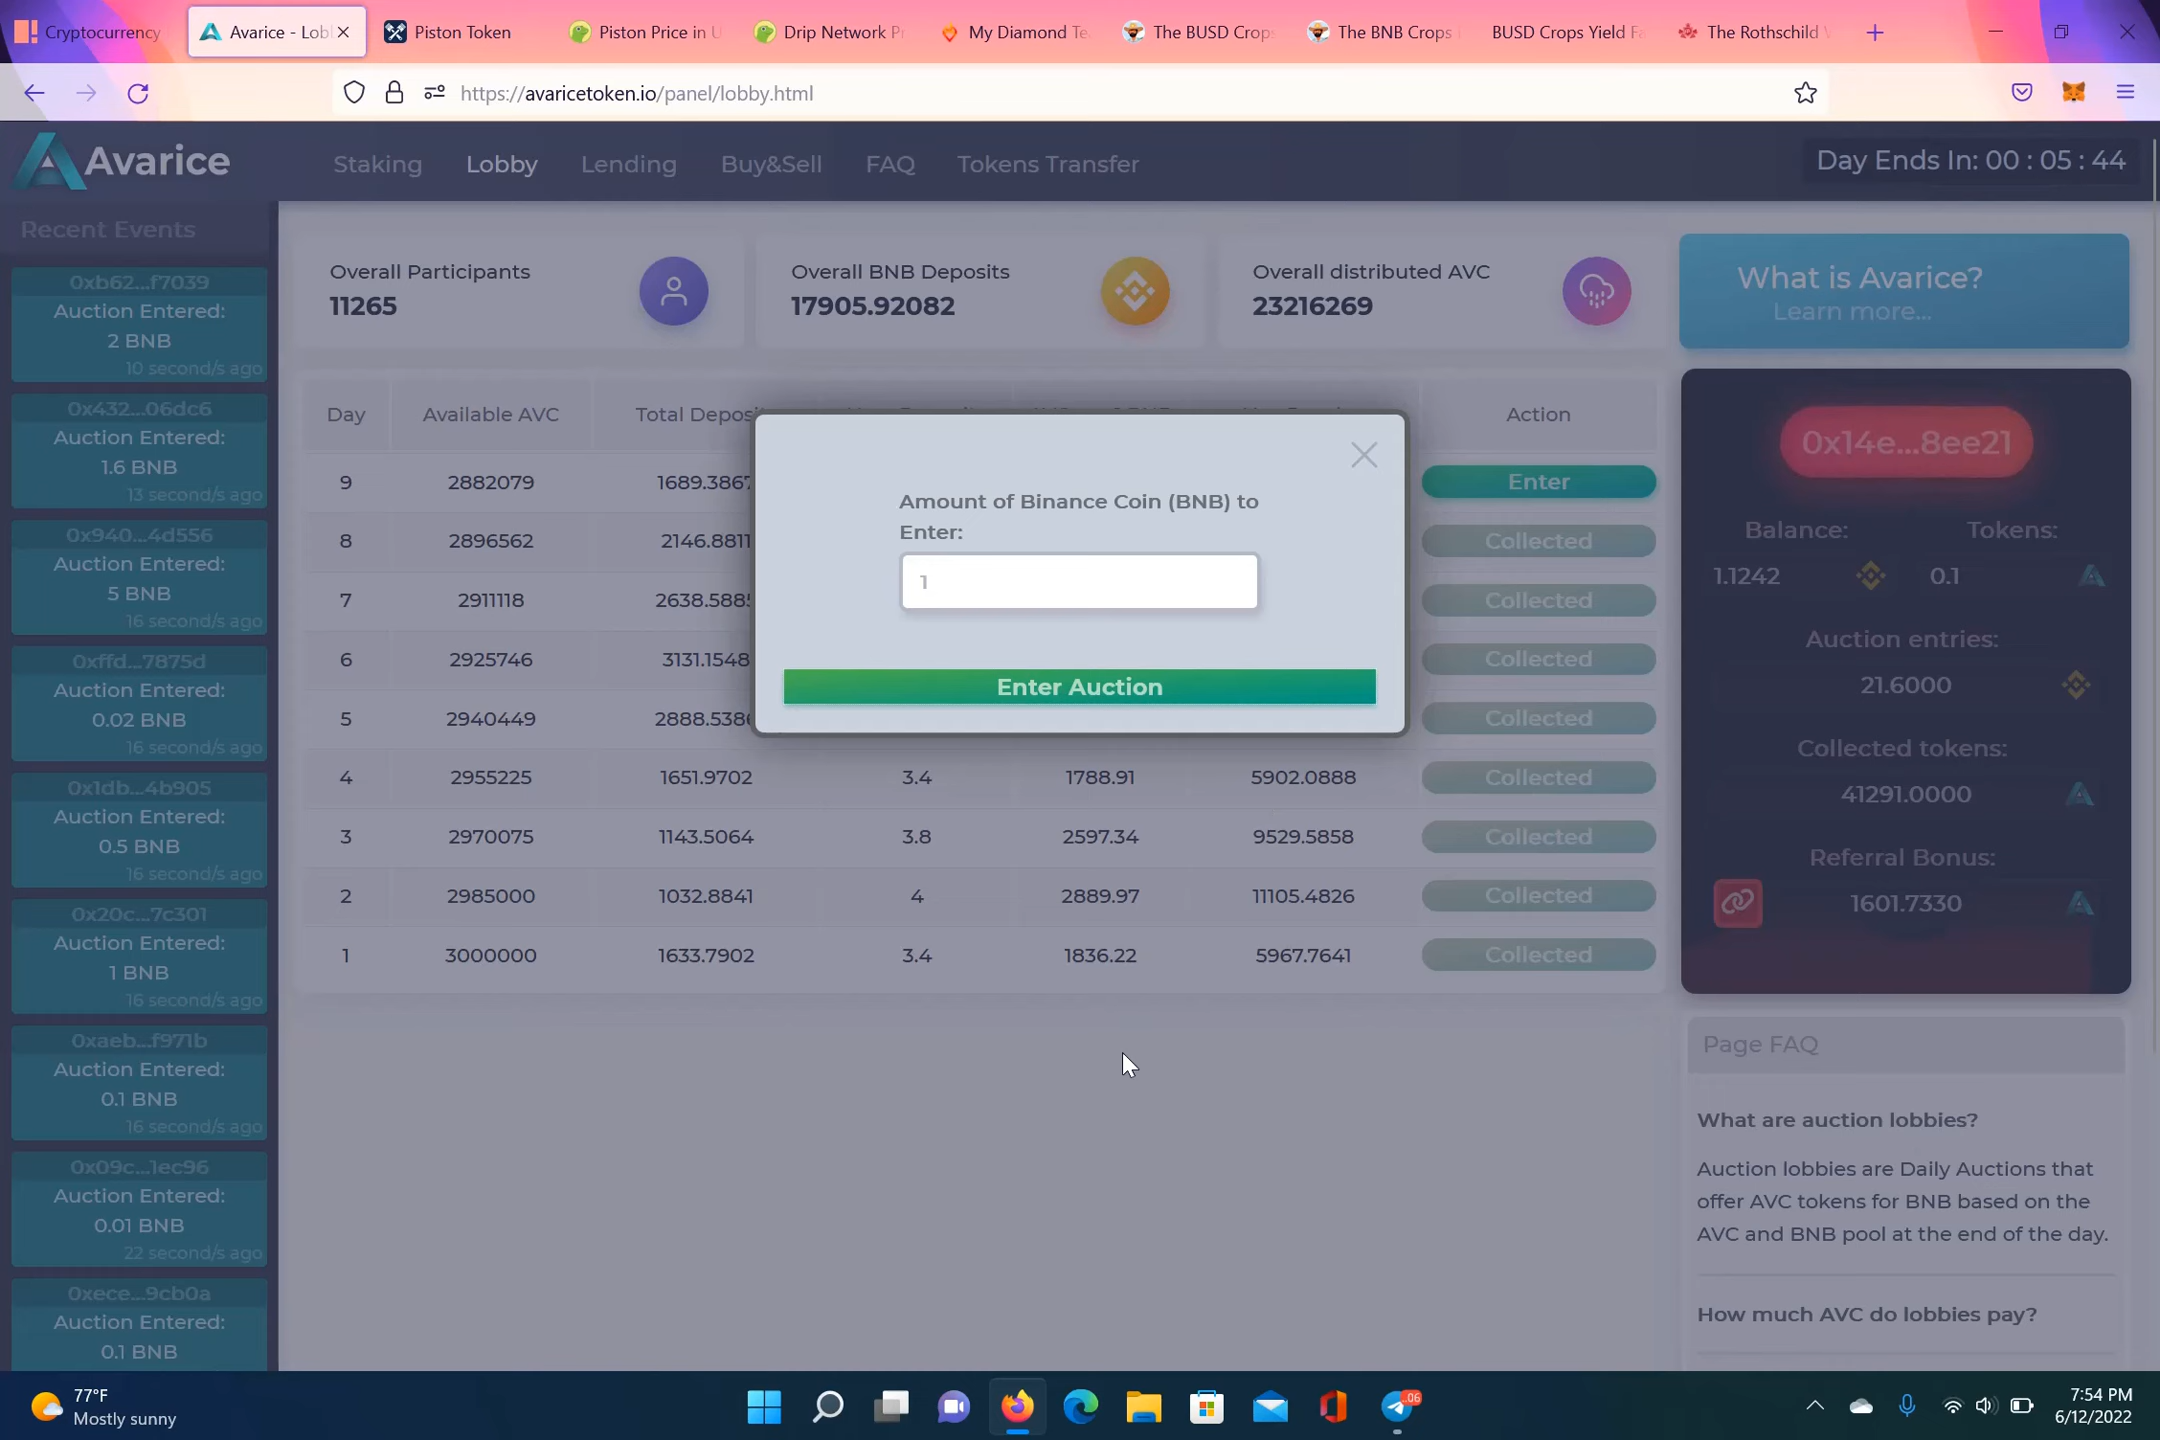 Cryptocurrency
Avarice - Lob
Piston Token
Piston Price in U
Drip Network P
My Diamond Te
The BUSD Crops
The BNB Crops
BUSD Crops Yield Fa
The Rothschild
https://avaricetoken.io/panel/lobby.html
Avarice
Staking
Lobby
Lending
Buy&Sell
FAQ
Tokens Transfer
Day Ends In: 00 : 05 : 44
Recent Events
0xb62...f7039
Auction Entered:
2 BNB
10 second/s ago
0x432...06dc6
Auction Entered:
1.6 BNB
13 second/s ago
0x940...4d556
Auction Entered:
5 BNB
16 second/s ago
0xffd...7875d
Auction Entered:
0.02 BNB
16 second/s ago
0x1db...4b905
Auction Entered:
0.5 BNB
16 second/s ago
0x20c...7c301
Auction Entered:
1 BNB
16 second/s ago
0xaeb...f971b
Auction Entered:
0.1 BNB
16 second/s ago
0x09c...1ec96
Auction Entered:
0.01 BNB
22 second/s ago
0xece...9cb0a
Auction Entered:
0.1 BNB
Overall Participants
11265
Overall BNB Deposits
17905.92082
Overall distributed AVC
23216269
What is Avarice?
Learn more...
Day Available AVC Total Depos Action
9 2882079 1689.3867 Enter
8 2896562 2146.8811 Collected
7 2911118 2638.5885 Collected
6 2925746 3131.1548 Collected
5 2940449 2888.5386 Collected
4 2955225 1651.9702 3.4 1788.91 5902.0888 Collected
3 2970075 1143.5064 3.8 2597.34 9529.5858 Collected
2 2985000 1032.8841 4 2889.97 11105.4826 Collected
1 3000000 1633.7902 3.4 1836.22 5967.7641 Collected
Amount of Binance Coin (BNB) to
Enter:
1
Enter Auction
0x14e...8ee21
Balance: Tokens:
1.1242 0.1
Auction entries:
21.6000
Collected tokens:
41291.0000
Referral Bonus:
1601.7330
Page FAQ
What are auction lobbies?
Auction lobbies are Daily Auctions that
offer AVC tokens for BNB based on the
AVC and BNB pool at the end of the day.
How much AVC do lobbies pay?
77°F
Mostly sunny
.06
7:54 PM
6/12/2022